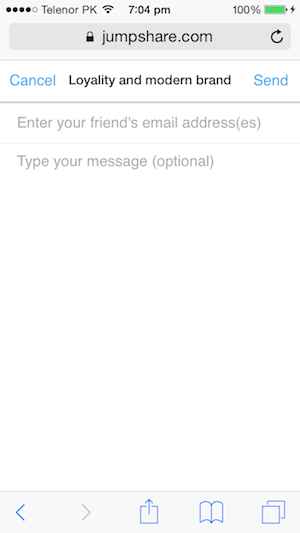 Telenor PK 7:04 pm 100%
jumpshare.com
Cancel Loyality and modern brand Send
Enter your friend's email address(es)
Type your message (optional)